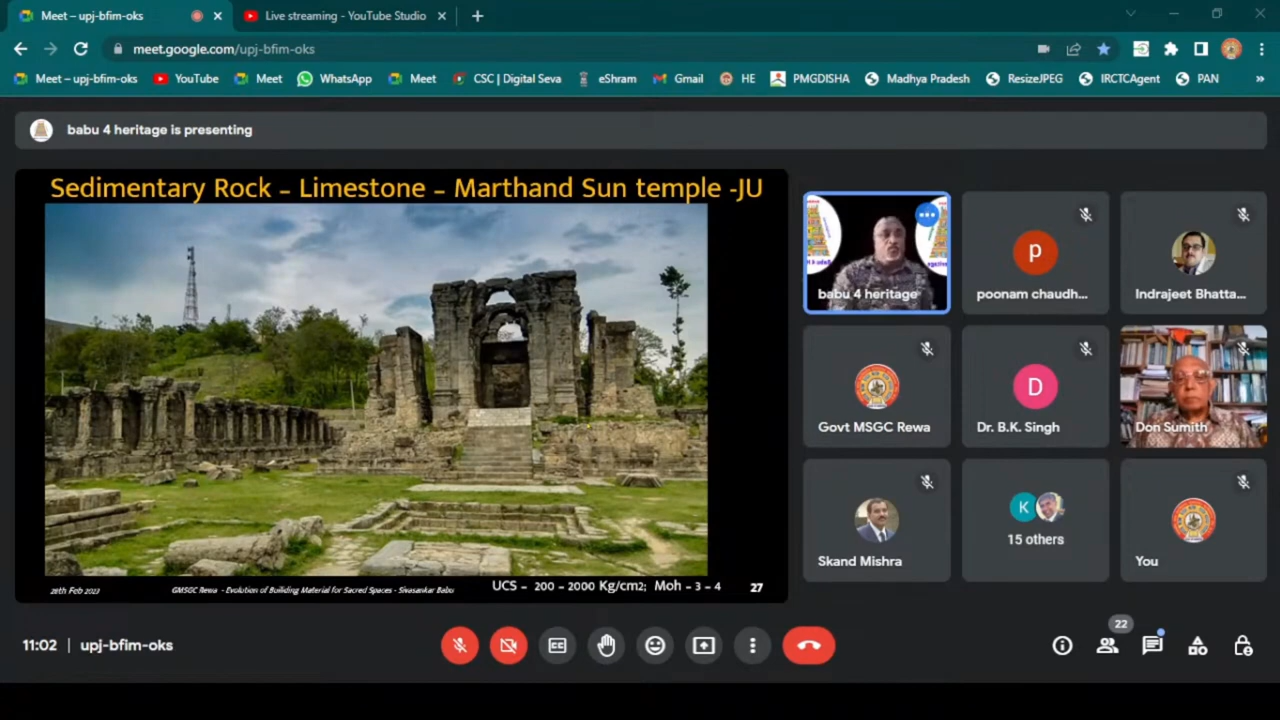 Meet – upj-bfim-oks
Live streaming - YouTube Studio
meet.google.com/upj-bfim-oks
Meet – upj-bfim-oks
YouTube
Meet
WhatsApp
Meet
CSC | Digital Seva
eShram
Gmail
HE
PMGDISHA
Madhya Pradesh
ResizeJPEG
IRCTCAgent
PAN
»
babu 4 heritage is presenting
Sedimentary Rock – Limestone – Marthand Sun temple -JU
UCS – 200 – 2000 Kg/cm2; Moh – 3 – 4
28th Feb 2023
GMSGC Rewa - Evolution of Builiding Material for Sacred Spaces - Sivasankar Babu
27
babu 4 heritage
p
poonam chaudh...
Indrajeet Bhatta...
Govt MSGC Rewa
D
Dr. B.K. Singh
Don Sumith
Skand Mishra
K
15 others
You
11:02 | upj-bfim-oks
CC
22